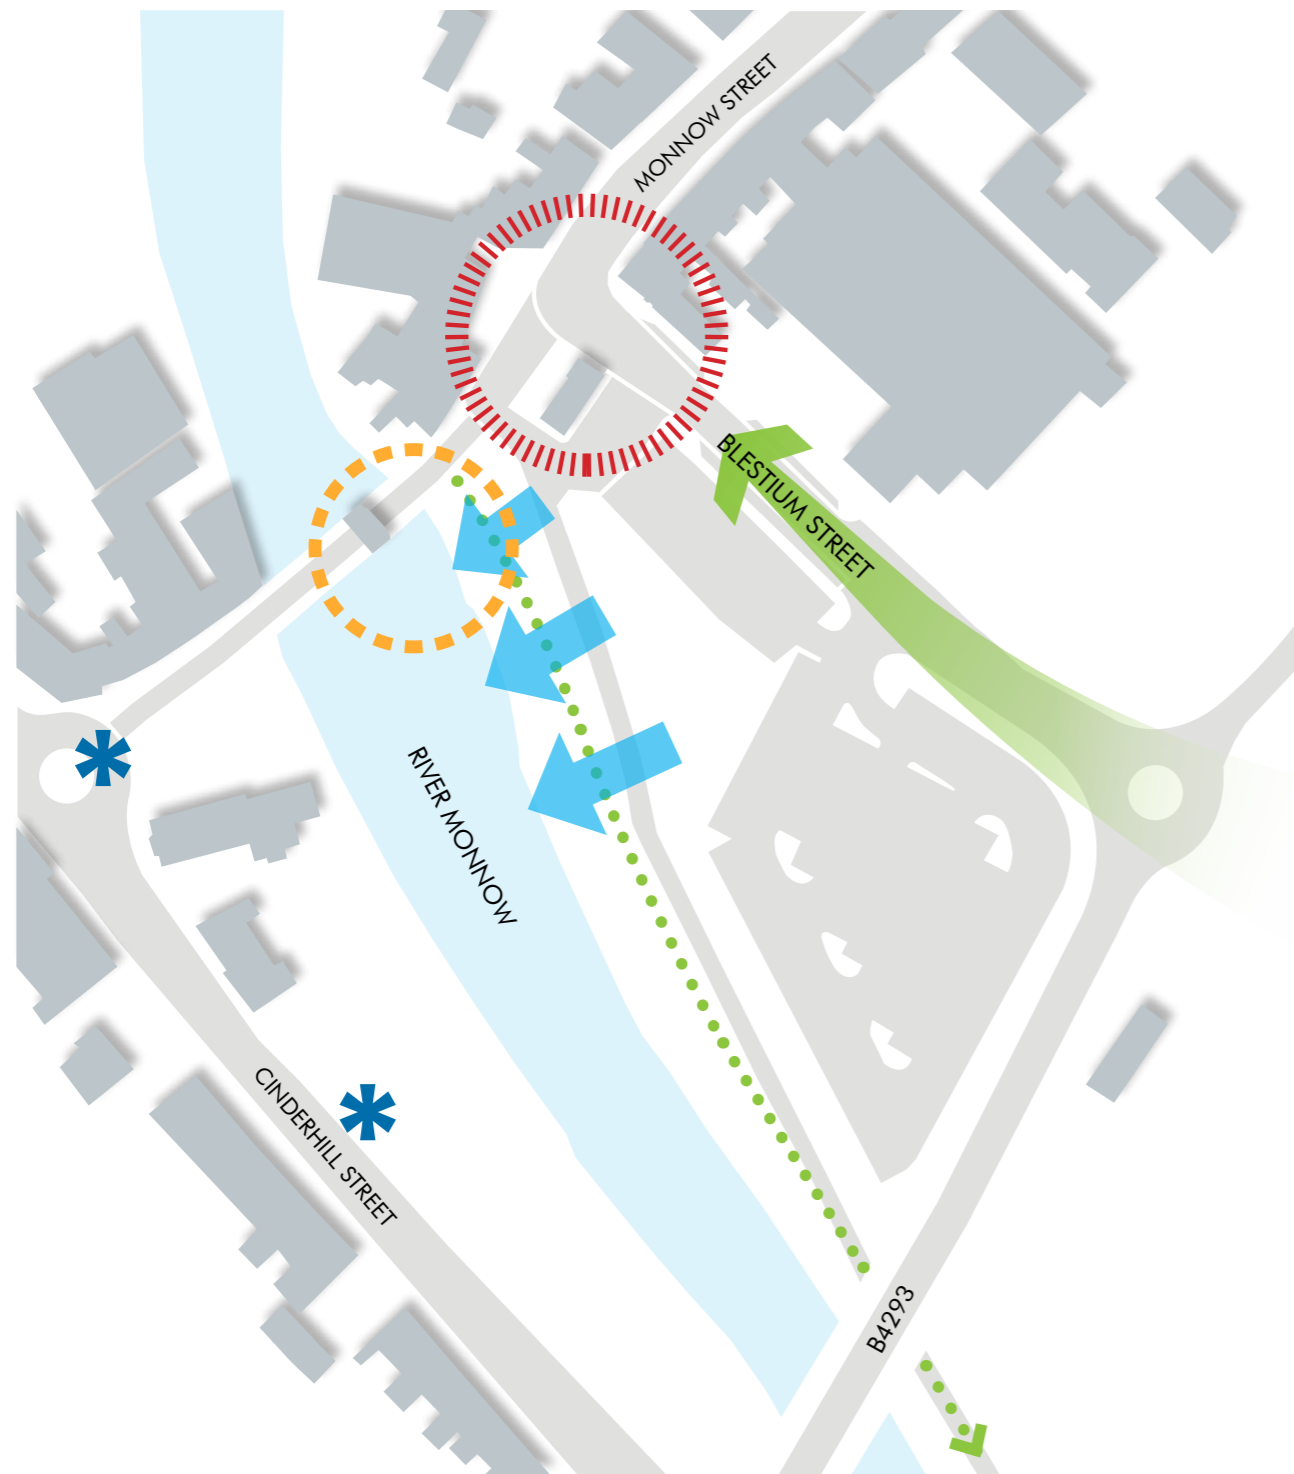 MONNOW STREET
BLESTIUM STREET
RIVER MONNOW
CINDERHILL STREET
B4293